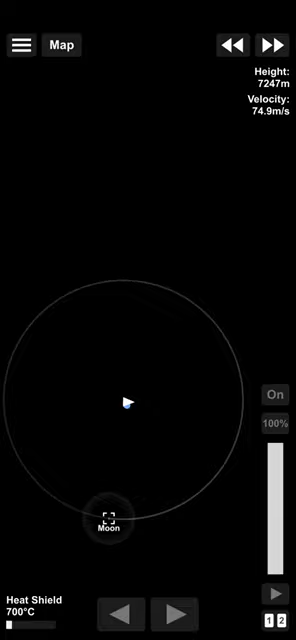 Map
Height:
7247m
Velocity:
74.9m/s
On
100%
Moon
Heat Shield
700°C
1 2